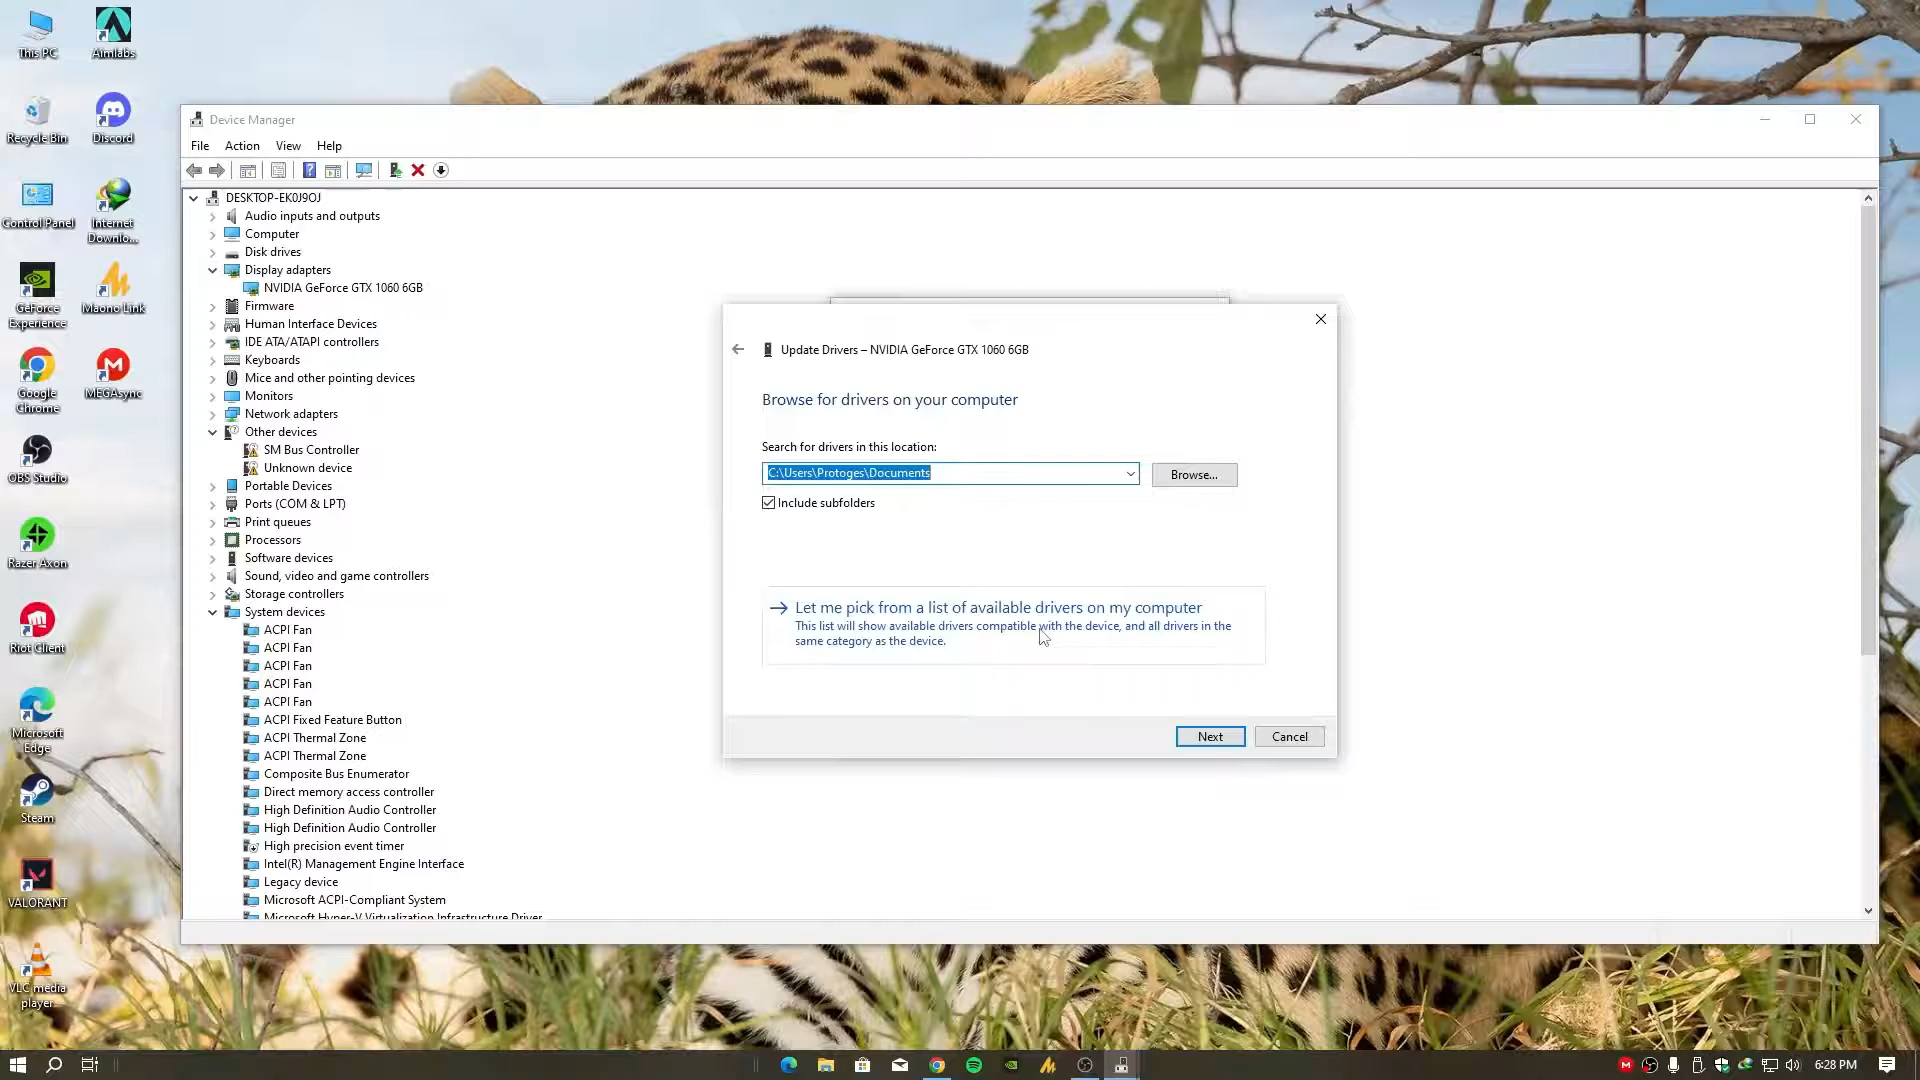 This PC
Aimlabs
Recycle Bin
Discord
Control Panel
Internet
Downlo...
GeForce
Experience
Maono Link
Google
Chrome
MEGAsync
OBS Studio
Razer Axon
Riot Client
Microsoft
Edge
Steam
VALORANT
VLC media
player
Device Manager
File Action View Help
DESKTOP-EK0J9OJ
Audio inputs and outputs
Computer
Disk drives
Display adapters
NVIDIA GeForce GTX 1060 6GB
Firmware
Human Interface Devices
IDE ATA/ATAPI controllers
Keyboards
Mice and other pointing devices
Monitors
Network adapters
Other devices
SM Bus Controller
Unknown device
Portable Devices
Ports (COM & LPT)
Print queues
Processors
Software devices
Sound, video and game controllers
Storage controllers
System devices
ACPI Fan
ACPI Fan
ACPI Fan
ACPI Fan
ACPI Fan
ACPI Fixed Feature Button
ACPI Thermal Zone
ACPI Thermal Zone
Composite Bus Enumerator
Direct memory access controller
High Definition Audio Controller
High Definition Audio Controller
High precision event timer
Intel(R) Management Engine Interface
Legacy device
Microsoft ACPI-Compliant System
Microsoft Hyper-V Virtualization Infrastructure Driver
Update Drivers – NVIDIA GeForce GTX 1060 6GB
Browse for drivers on your computer
Search for drivers in this location:
C:\Users\Protoges\Documents
Browse...
Include subfolders
Let me pick from a list of available drivers on my computer
This list will show available drivers compatible with the device, and all drivers in the
same category as the device.
Next
Cancel
6:28 PM